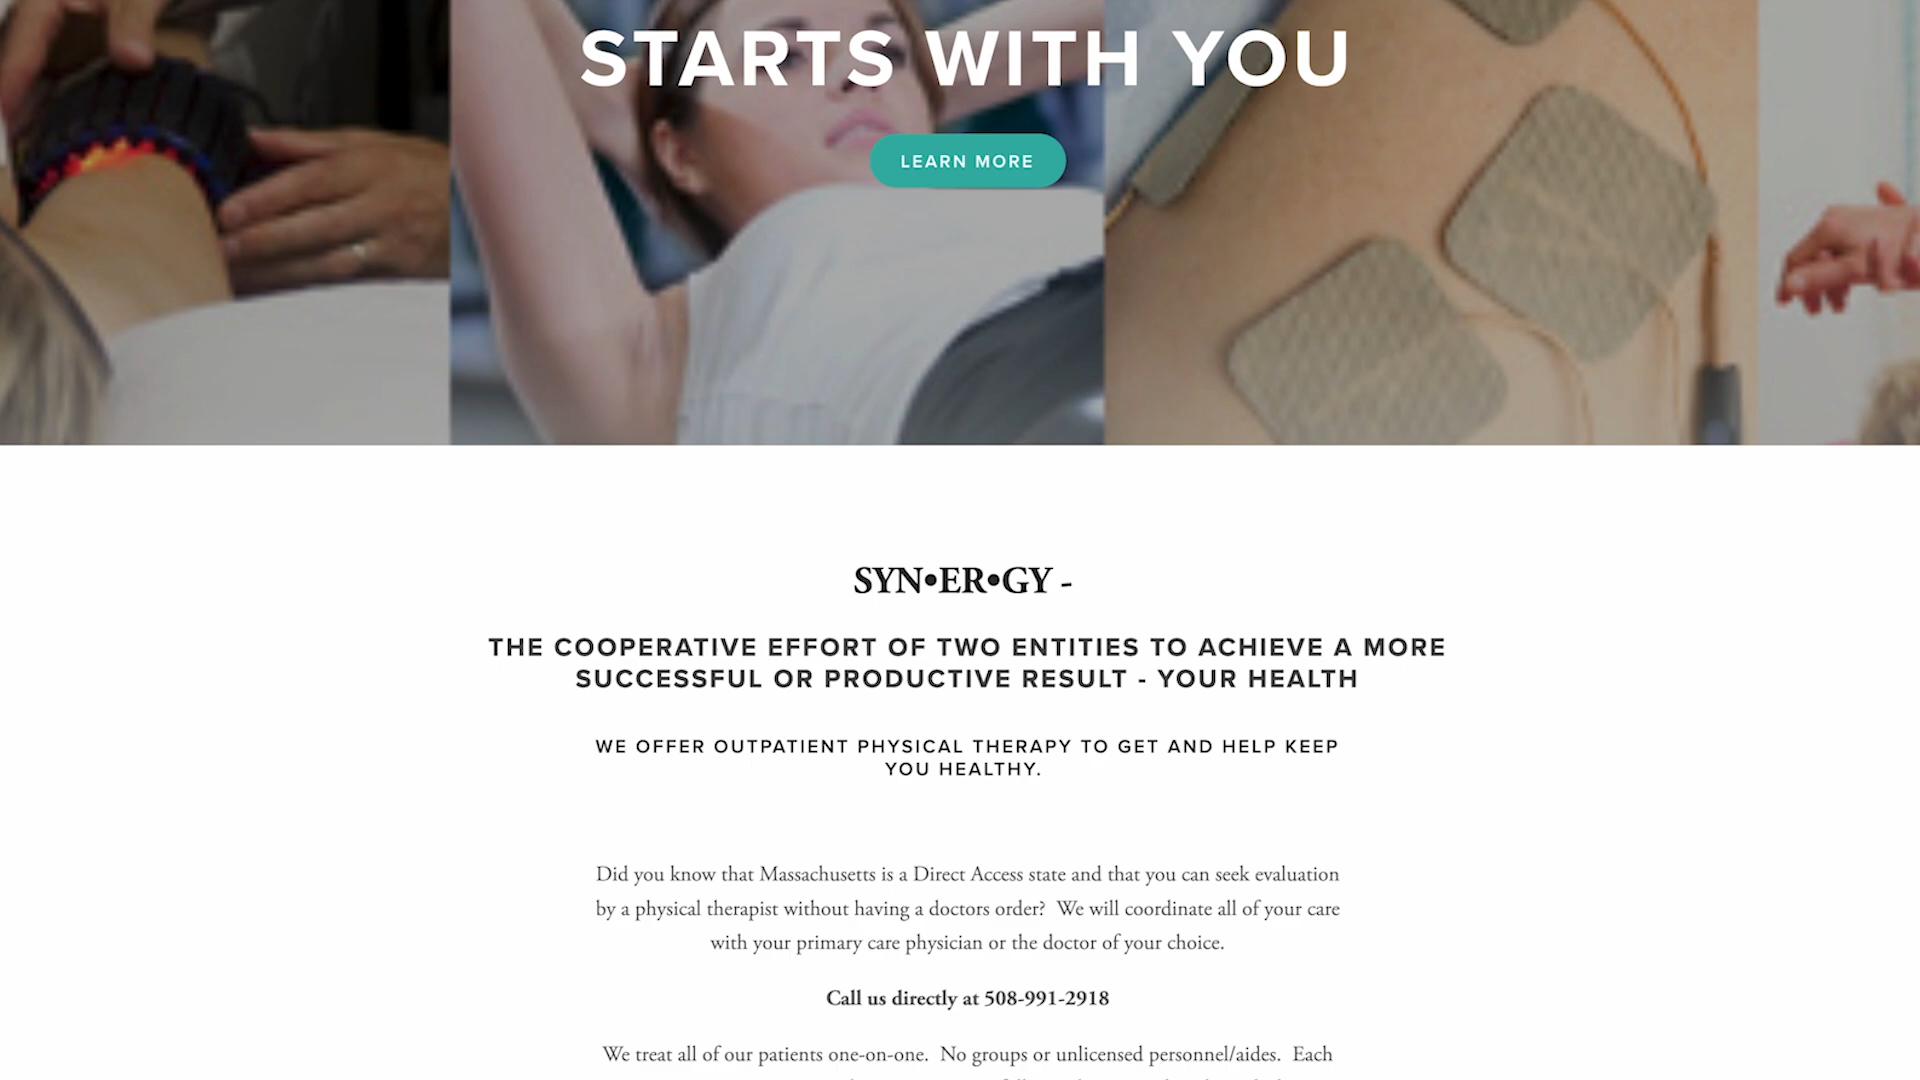 STARTS WITH YOU
LEARN MORE
SYN•ER•GY -
THE COOPERATIVE EFFORT OF TWO ENTITIES TO ACHIEVE A MORE
SUCCESSFUL OR PRODUCTIVE RESULT - YOUR HEALTH
WE OFFER OUTPATIENT PHYSICAL THERAPY TO GET AND HELP KEEP
YOU HEALTHY.
Did you know that Massachusetts is a Direct Access state and that you can seek evaluation
by a physical therapist without having a doctors order?  We will coordinate all of your care
with your primary care physician or the doctor of your choice.
Call us directly at 508-991-2918
We treat all of our patients one-on-one.  No groups or unlicensed personnel/aides.  Each